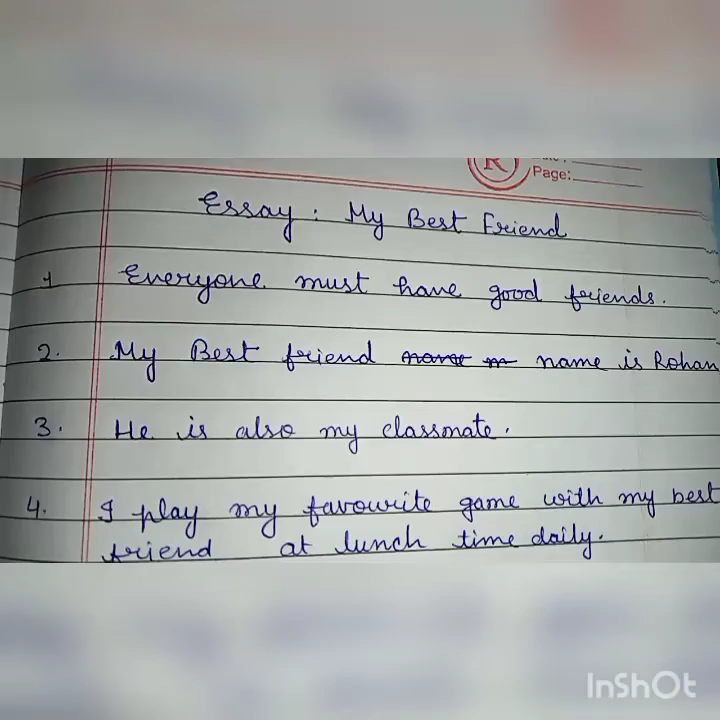 R
Page:
Essay : My Best Friend
1 Everyone must have good friends.
2. My Best friend name is Rohan
3. He is also my classmate.
4. I play my favourite game with my best
friend at lunch time daily.
InShOt